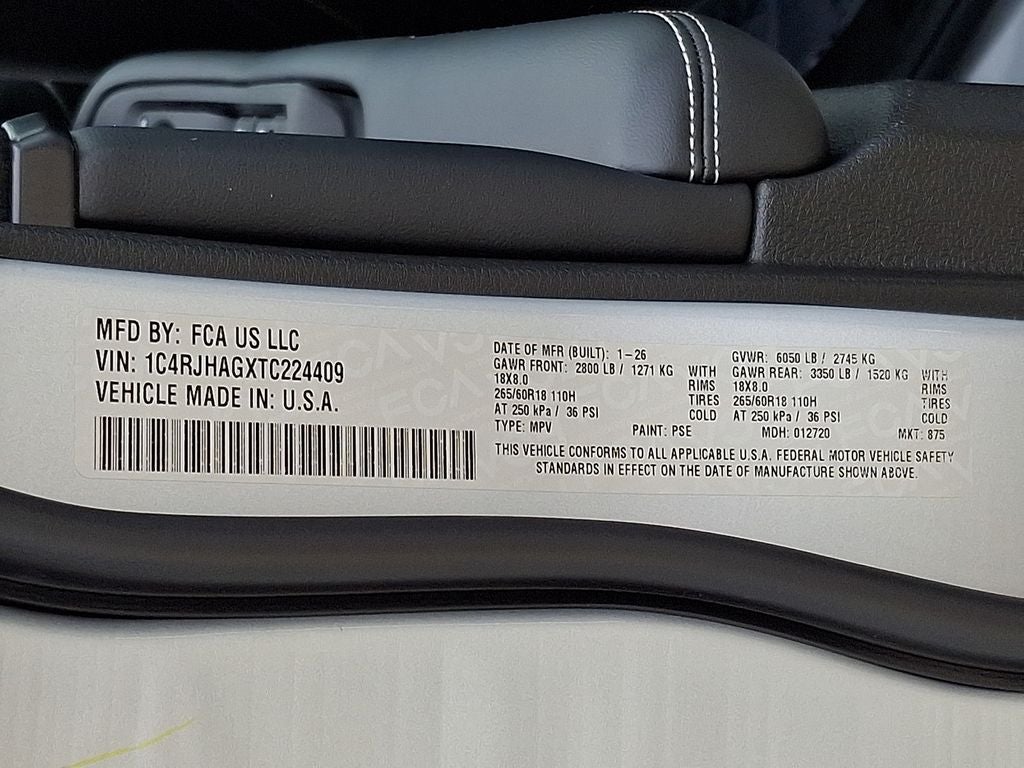 MFD BY: FCA US LLC
VIN: 1C4RJHAGXTC224409
VEHICLE MADE IN: U.S.A.
DATE OF MFR (BUILT): 1-26
GVWR: 6050 LB / 2745 KG
GAWR FRONT: 2800 LB / 1271 KG WITH
GAWR REAR: 3350 LB / 1520 KG WITH
18X8.0 RIMS
18X8.0 RIMS
265/60R18 110H TIRES
265/60R18 110H TIRES
AT 250 kPa / 36 PSI COLD
AT 250 kPa / 36 PSI COLD
TYPE: MPV PAINT: PSE MDH: 012720 MKT: 875
THIS VEHICLE CONFORMS TO ALL APPLICABLE U.S.A. FEDERAL MOTOR VEHICLE SAFETY
STANDARDS IN EFFECT ON THE DATE OF MANUFACTURE SHOWN ABOVE.